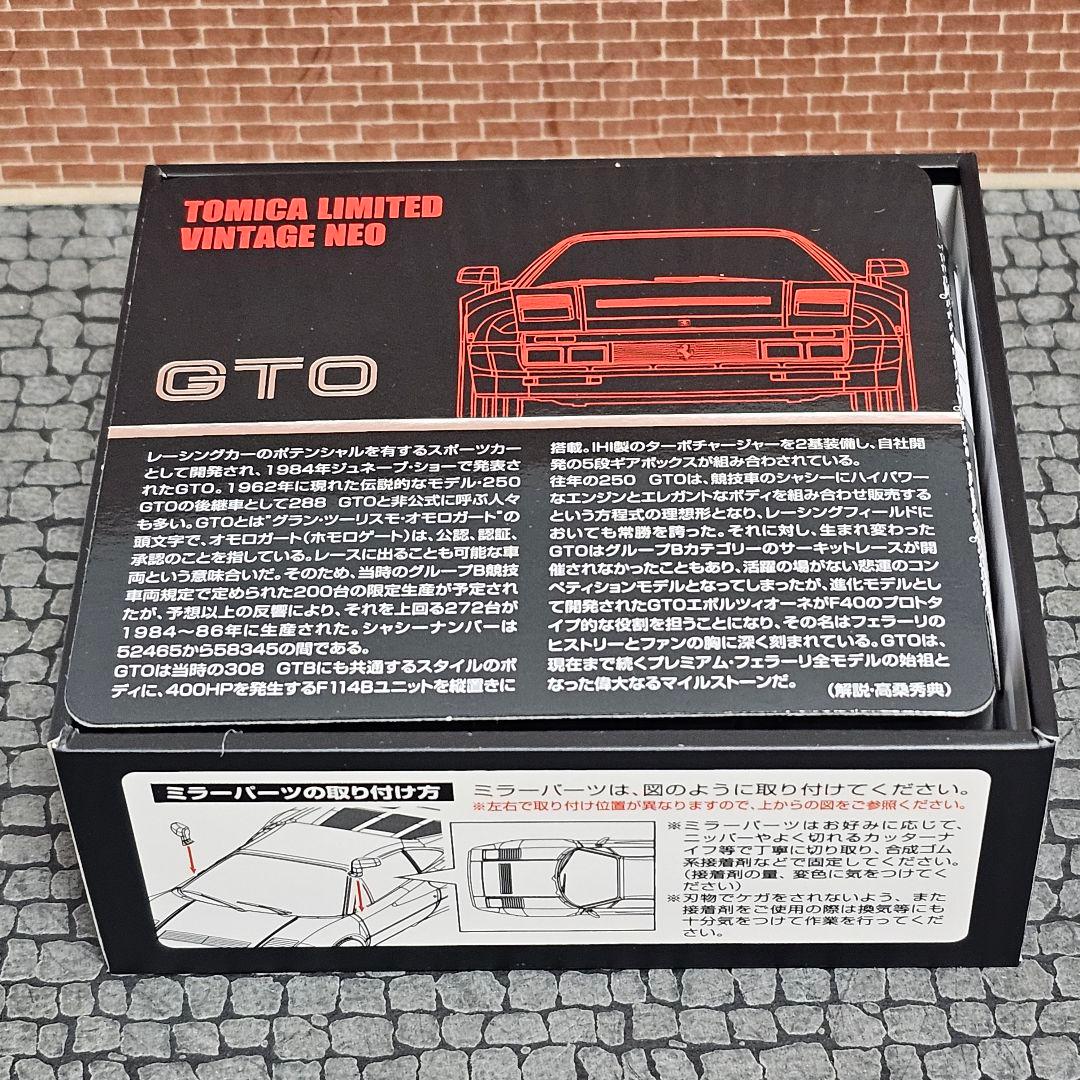 TOMICA LIMITED
VINTAGE NEO
GTO
レーシングカーのポテンシャルを有するスポーツカー
として開発され、1984年ジュネーブ・ショーで発表さ
れたGTO。1962年に現れた伝説的なモデル・250
GTOの後継車として288 GTOと非公式に呼ぶ人々
も多い。GTOとは“グラン・ツーリスモ・オモロガート”の
頭文字で、オモロガート(ホモロゲート)は、公認、認証、
承認のことを指している。レースに出ることも可能な車
両という意味合いだ。そのため、当時のグループB競技
車両規定で定められた200台の限定生産が予定され
たが、予想以上の反響により、それを上回る272台が
1984〜86年に生産された。シャシーナンバーは
52465から58345の間である。
GTOは当時の308 GTBにも共通するスタイルのボ
ディに、400HPを発生するF114Bユニットを縦置きに
搭載。IHI製のターボチャージャーを2基装備し、自社開
発の5段ギアボックスが組み合わされている。
往年の250 GTOは、競技車のシャシーにハイパワー
なエンジンとエレガントなボディを組み合わせ販売する
という方程式の理想形となり、レーシングフィールドに
おいても常勝を誇った。それに対し、生まれ変わった
GTOはグループBカテゴリーのサーキットレースが開
催されなかったこともあり、活躍の場がない悲運のコン
ペティションモデルとなってしまったが、進化モデルとし
て開発されたGTOエボルツィオーネがF40のプロトタ
イプ的な役割を担うことになり、その名はフェラーリの
ヒストリーとファンの胸に深く刻まれている。GTOは、
現在まで続くプレミアム・フェラーリ全モデルの始祖と
なった偉大なるマイルストーンだ。 (解説・高桑秀典)
ミラーパーツの取り付け方
ミラーパーツは、図のように取り付けてください。
※左右で取り付け位置が異なりますので、上からの図をご参照ください。
※ミラーパーツはお好みに応じて、
ニッパーやよく切れるカッターナ
イフ等で丁寧に切り取り、合成ゴム
系接着剤などで固定してください。
(接着剤の量、変色に気をつけてく
ださい)
※刃物でケガをされないよう、また
接着剤をご使用の際は換気等にも
十分気をつけて作業を行ってくだ
さい。